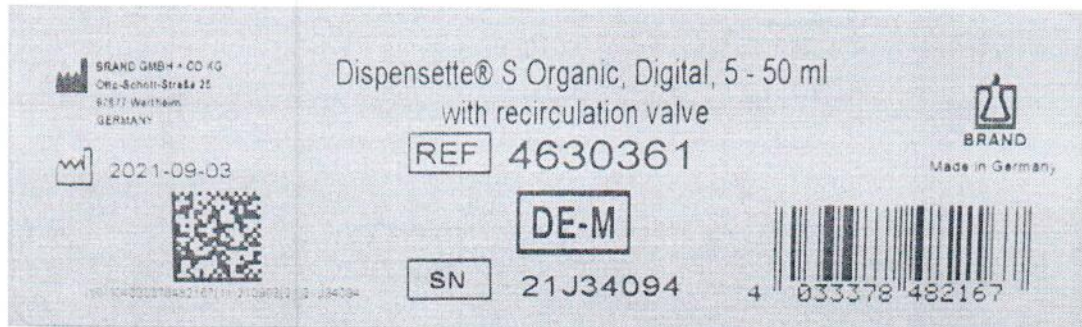 BRAND GMBH + CO KG
Otto-Schott-Straße 25
97877 Wertheim
GERMANY
2021-09-03
Dispensette® S Organic, Digital, 5 - 50 ml
with recirculation valve
REF 4630361
DE-M
SN 21J34094
BRAND
Made in Germany
4 033378 482167